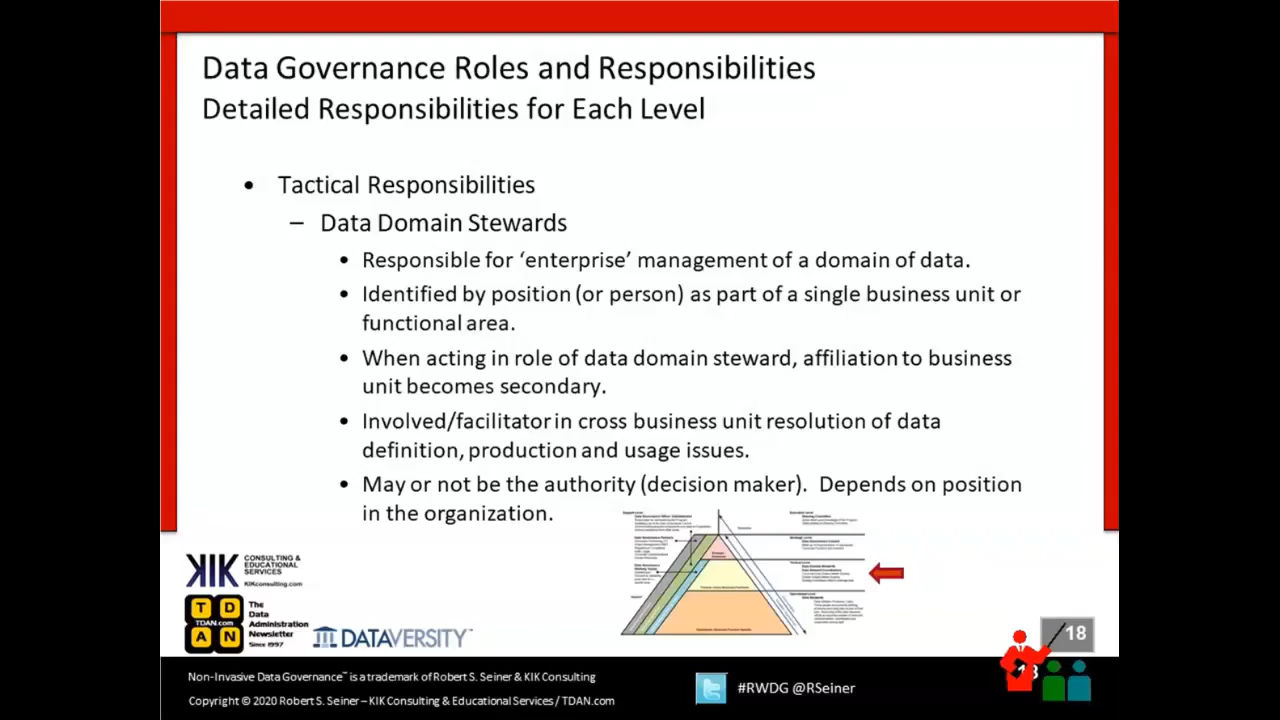 Data Governance Roles and Responsibilities
Detailed Responsibilities for Each Level
• Tactical Responsibilities
– Data Domain Stewards
• Responsible for ‘enterprise’ management of a domain of data.
• Identified by position (or person) as part of a single business unit or
functional area.
• When acting in role of data domain steward, affiliation to business
unit becomes secondary.
• Involved/facilitator in cross business unit resolution of data
definition, production and usage issues.
• May or not be the authority (decision maker).  Depends on position
in the organization.
KIK CONSULTING &
EDUCATIONAL
SERVICES
KIKconsulting.com
T D
TDAN.com
A N
The
Data
Administration
Newsletter
Since 1997
DATAVERSITY™
18
Non-Invasive Data Governance™ is a trademark of Robert S. Seiner & KIK Consulting
Copyright © 2020 Robert S. Seiner – KIK Consulting & Educational Services / TDAN.com
#RWDG @RSeiner